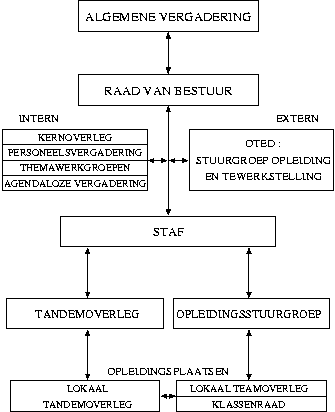 ALGEMENE VERGADERING
RAAD VAN BESTUUR
INTERN
EXTERN
KERNOVERLEG
PERSONEELSVERGADERING
THEMAWERKGROEPEN
AGENDALOZE VERGADERING
OTED :
STUURGROEP OPLEIDING
EN TEWERKSTELLING
STAF
TANDEMOVERLEG
OPLEIDINGSSTUURGROEP
OPLEIDINGSPLAATSEN
LOKAAL
TANDEMOVERLEG
LOKAAL TEAMOVERLEG
KLASSENRAAD